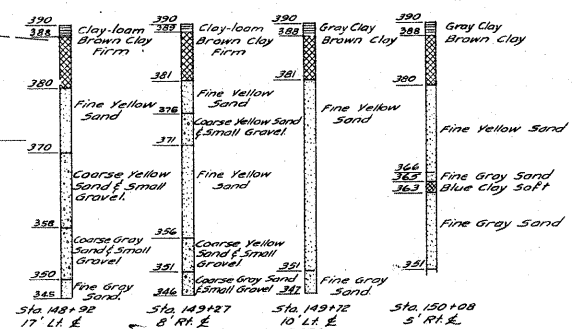 390
388
Clay-loam
Brown Clay
Firm
380
Fine Yellow
Sand
370
Coarse Yellow
Sand & Small
Gravel.
358
Coarse Gray
Sand & Small
Gravel
350
Fine Gray
Sand.
345
Sta. 148+92
17' Lt. ₵
390
389
Clay-loam
Brown Clay
Firm
381
Fine Yellow
Sand
376
Coarse Yellow Sand
& Small Gravel.
371
Fine Yellow
Sand
356
Coarse Yellow
Sand & Small
Gravel
351
Coarse Gray Sand
& Small Gravel
346
Sta. 149+27
8' Rt. ₵
390
388
Gray Clay
Brown Clay
381
Fine Yellow
Sand
351
Fine Gray
Sand.
347
Sta. 149+72
10' Lt. ₵
390
388
Gray Clay
Brown Clay
380
Fine Yellow Sand
366
365
Fine Gray Sand
363
Blue Clay Soft
Fine Gray Sand
351
Sta. 150+08
5' Rt. ₵